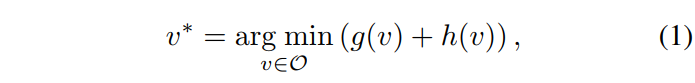 v* = arg min (g(v) + h(v)) , (1)
v∈𝒪